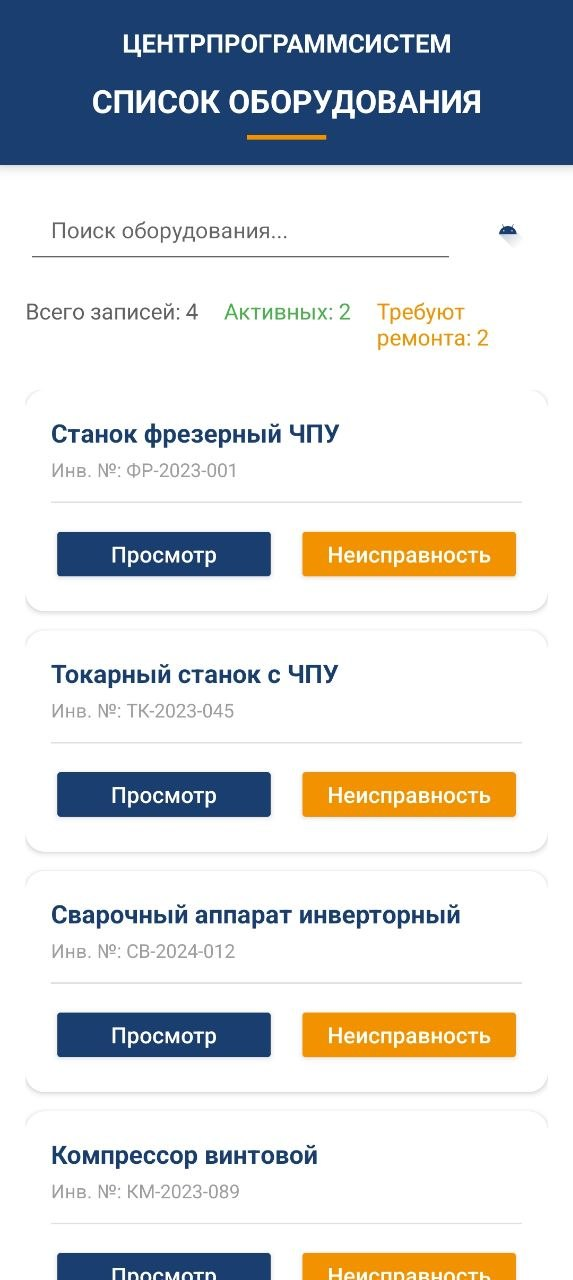 ЦЕНТРПРОГРАММСИСТЕМ
СПИСОК ОБОРУДОВАНИЯ
Поиск оборудования...
Всего записей: 4 Активных: 2 Требуют
ремонта: 2
Станок фрезерный ЧПУ
Инв. №: ФР-2023-001
Просмотр Неисправность
Токарный станок с ЧПУ
Инв. №: ТК-2023-045
Просмотр Неисправность
Сварочный аппарат инверторный
Инв. №: СВ-2024-012
Просмотр Неисправность
Компрессор винтовой
Инв. №: КМ-2023-089
Просмотр Неисправность